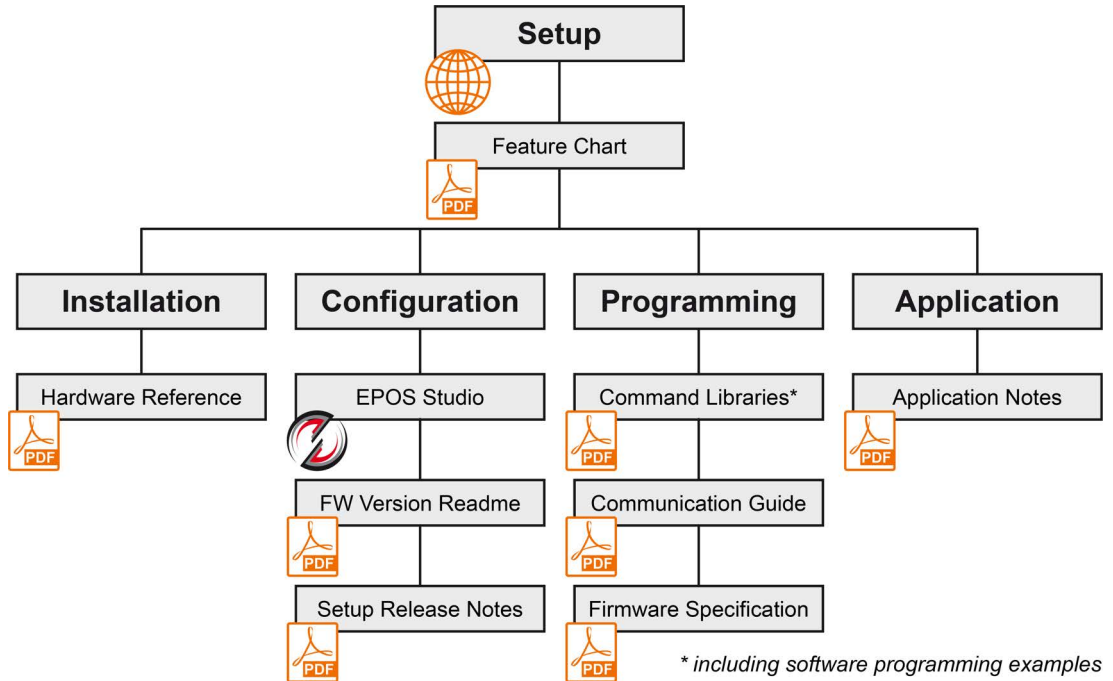 Setup
Feature Chart
PDF
Installation
Configuration
Programming
Application
Hardware Reference
PDF
EPOS Studio
Command Libraries*
PDF
Application Notes
PDF
FW Version Readme
PDF
Communication Guide
PDF
Setup Release Notes
PDF
Firmware Specification
PDF
* including software programming examples